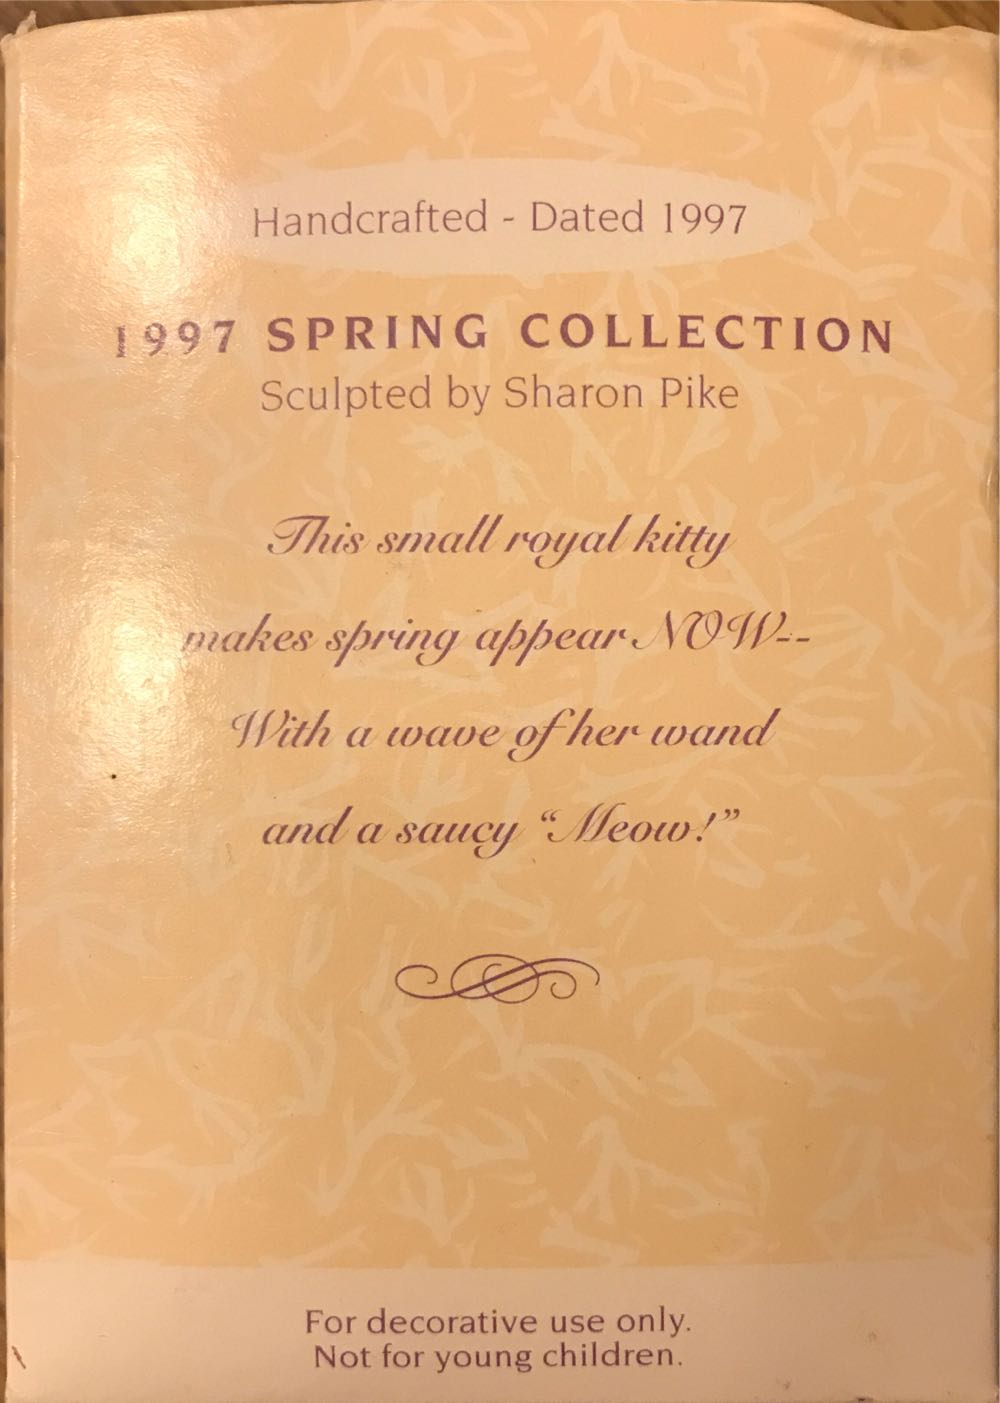 Handcrafted - Dated 1997
1997 SPRING COLLECTION
Sculpted by Sharon Pike
This small royal kitty
makes spring appear NOW--
With a wave of her wand
and a saucy “Meow!”
For decorative use only.
Not for young children.